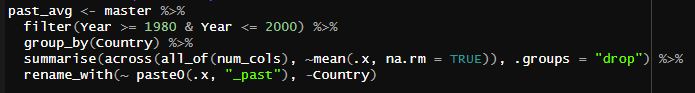 past_avg <- master %>%
  filter(Year >= 1980 & Year <= 2000) %>%
  group_by(Country) %>%
  summarise(across(all_of(num_cols), ~mean(.x, na.rm = TRUE)), .groups = "drop") %>%
  rename_with(~ paste0(.x, "_past"), -Country)